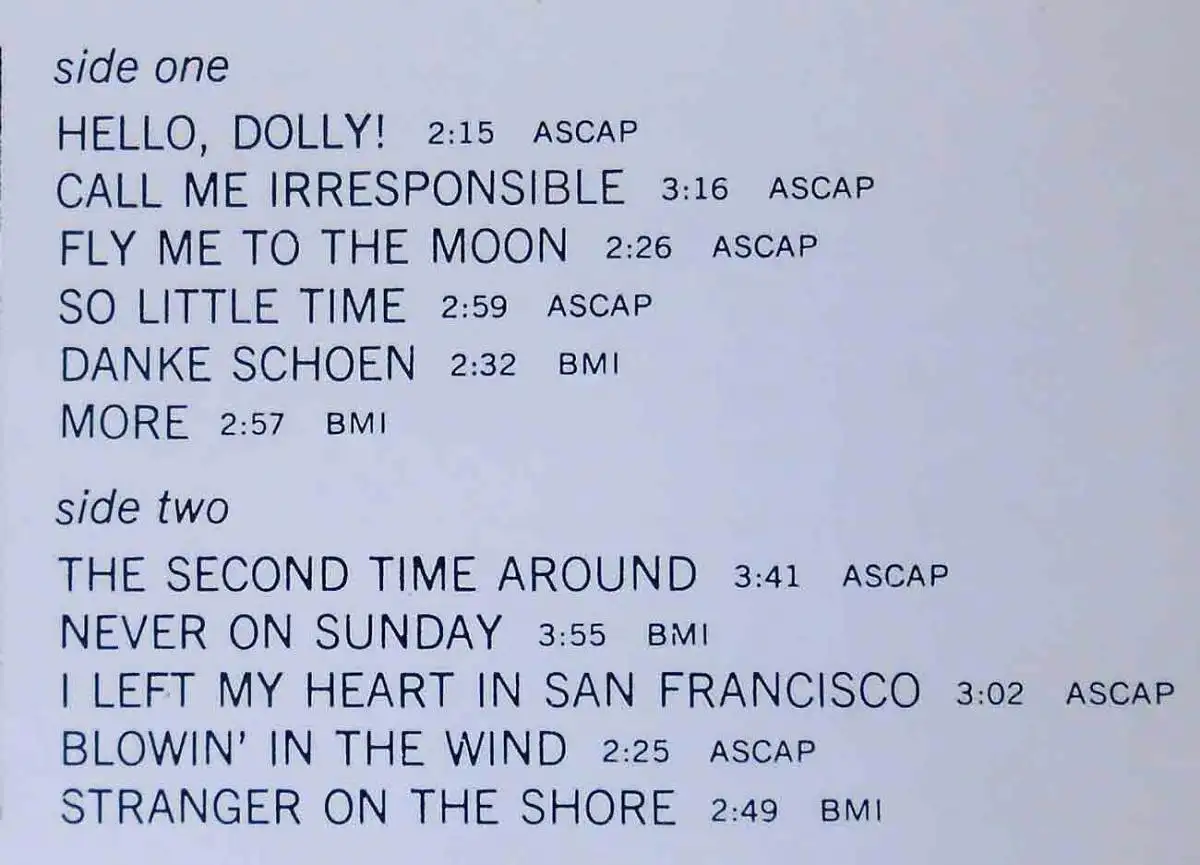 side one
HELLO, DOLLY! 2:15 ASCAP
CALL ME IRRESPONSIBLE 3:16 ASCAP
FLY ME TO THE MOON 2:26 ASCAP
SO LITTLE TIME 2:59 ASCAP
DANKE SCHOEN 2:32 BMI
MORE 2:57 BMI
side two
THE SECOND TIME AROUND 3:41 ASCAP
NEVER ON SUNDAY 3:55 BMI
I LEFT MY HEART IN SAN FRANCISCO 3:02 ASCAP
BLOWIN' IN THE WIND 2:25 ASCAP
STRANGER ON THE SHORE 2:49 BMI